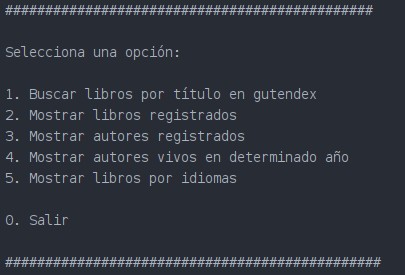 ##############################################
Selecciona una opción:
1. Buscar libros por título en gutendex
2. Mostrar libros registrados
3. Mostrar autores registrados
4. Mostrar autores vivos en determinado año
5. Mostrar libros por idiomas
0. Salir
###############################################